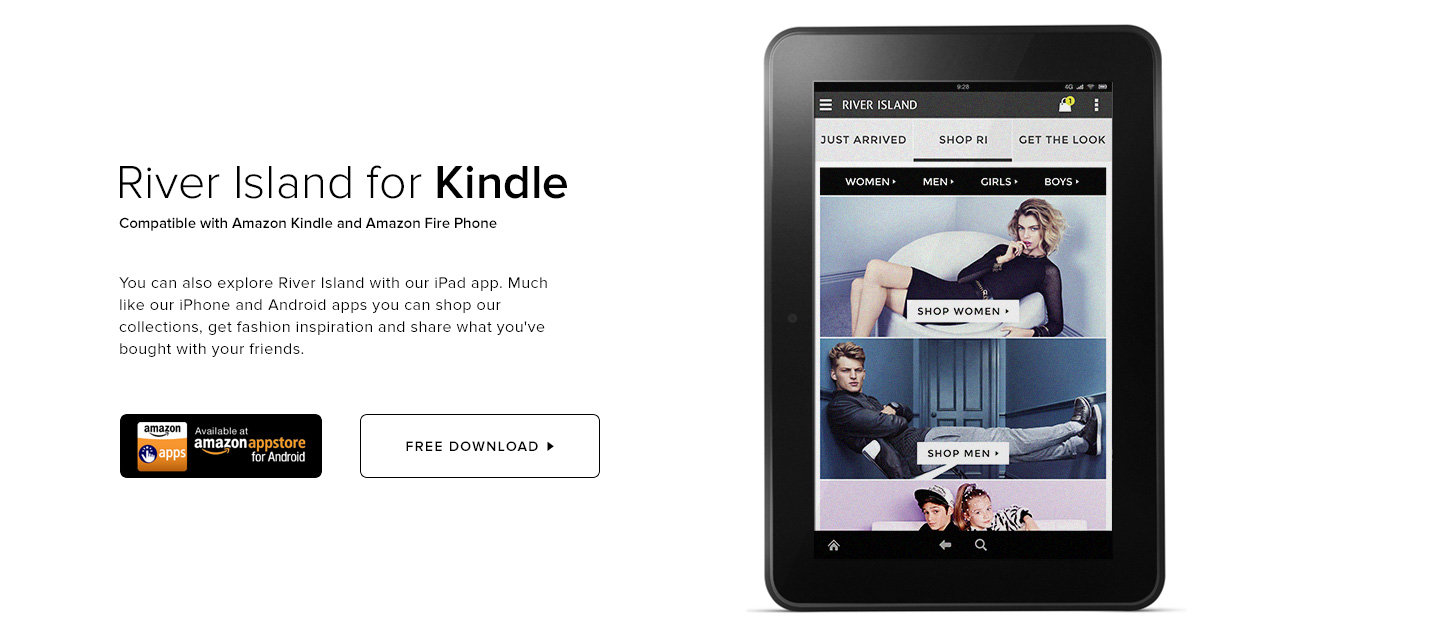 River Island for Kindle
Compatible with Amazon Kindle and Amazon Fire Phone
You can also explore River Island with our iPad app. Much
like our iPhone and Android apps you can shop our
collections, get fashion inspiration and share what you've
bought with your friends.
amazon
apps
Available at
amazonappstore
for Android
FREE DOWNLOAD
9:28
4G
RIVER ISLAND
1
JUST ARRIVED
SHOP RI
GET THE LOOK
WOMEN
MEN
GIRLS
BOYS
SHOP WOMEN
SHOP MEN